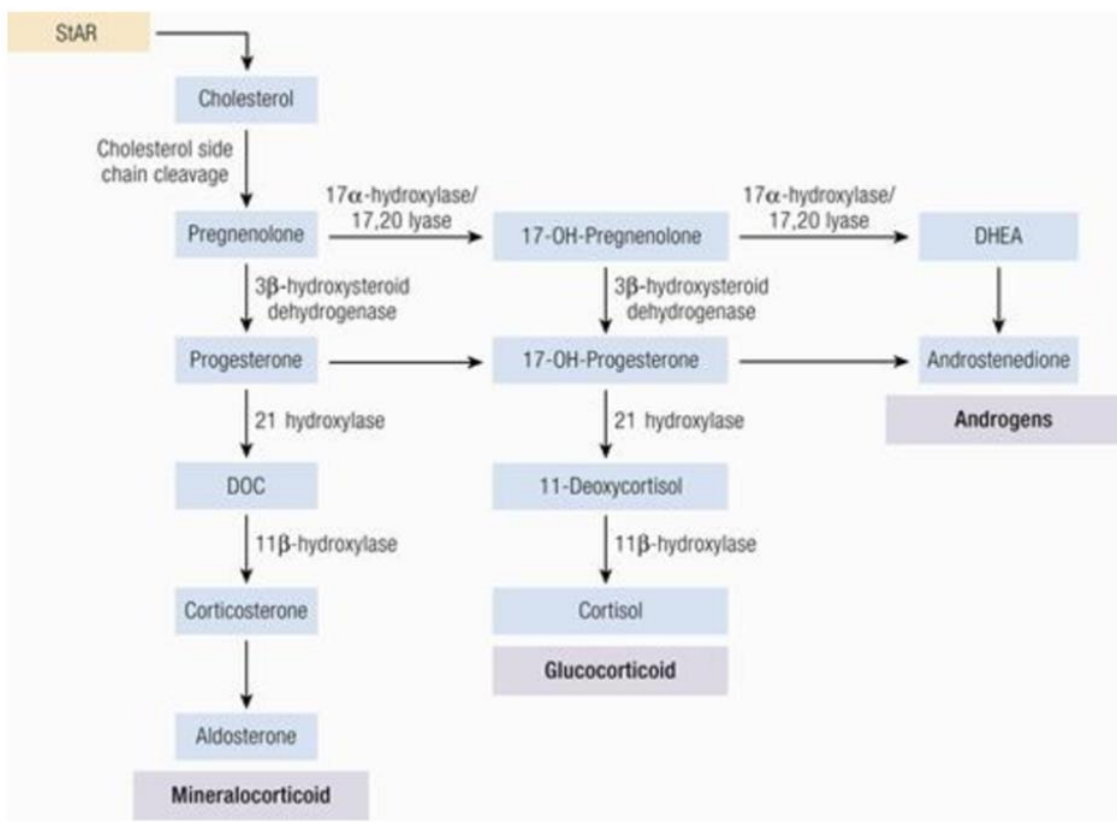 StAR
Cholesterol
Cholesterol side
chain cleavage
17α-hydroxylase/
17,20 lyase
17α-hydroxylase/
17,20 lyase
Pregnenolone
17-OH-Pregnenolone
DHEA
3β-hydroxysteroid
dehydrogenase
3β-hydroxysteroid
dehydrogenase
Progesterone
17-OH-Progesterone
Androstenedione
21 hydroxylase
21 hydroxylase
Androgens
DOC
11-Deoxycortisol
11β-hydroxylase
11β-hydroxylase
Corticosterone
Cortisol
Glucocorticoid
Aldosterone
Mineralocorticoid